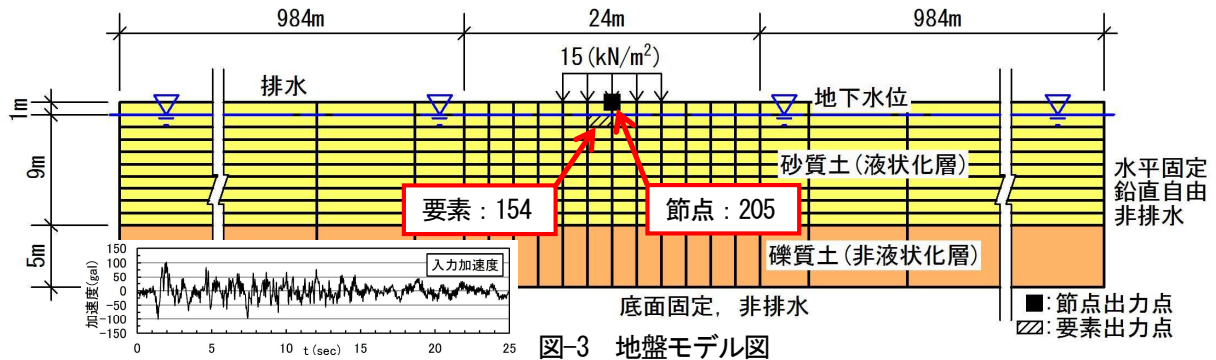 984m
24m
984m
15(kN/m²)
排水
地下水位
1m
9m
5m
砂質土(液状化層)
水平固定
鉛直自由
非排水
要素：154
節点：205
礫質土(非液状化層)
入力加速度
加速度(gal)
150
100
50
0
-50
-100
-150
0 5 10 15 20 25
t(sec)
底面固定, 非排水
■:節点出力点
:要素出力点
図-3 地盤モデル図